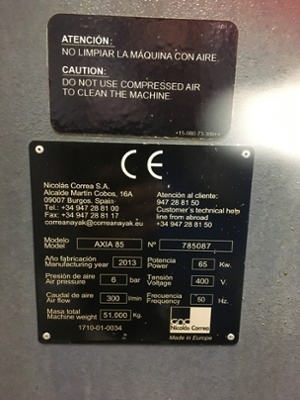 ATENCIÓN:
NO LIMPIAR LA MÁQUINA CON AIRE.
CAUTION:
DO NOT USE COMPRESSED AIR
TO CLEAN THE MACHINE.
CE
Nicolás Correa S.A.
Alcalde Martín Cobos, 16A
09007 Burgos. Spain
Tel.: +34 947 28 81 00
Fax: +34 947 28 81 17
correanayak@correanayak.com
Atención al cliente:
947 28 81 50
Customer's technical help
line from abroad
+34 947 28 81 50
Modelo
Model
AXIA 85
Nº
785087
Año fabricación
Manufacturing year
2013
Potencia
Power
65
Kw.
Presión de aire
Air pressure
6
bar
Tensión
Voltage
400
V.
Caudal de aire
Air flow
300
l/min
Frecuencia
Frequency
50
Hz.
Masa total
Machine weight
51.000
Kg.
1710-01-0034
Nicolás Correa
Made in Europe